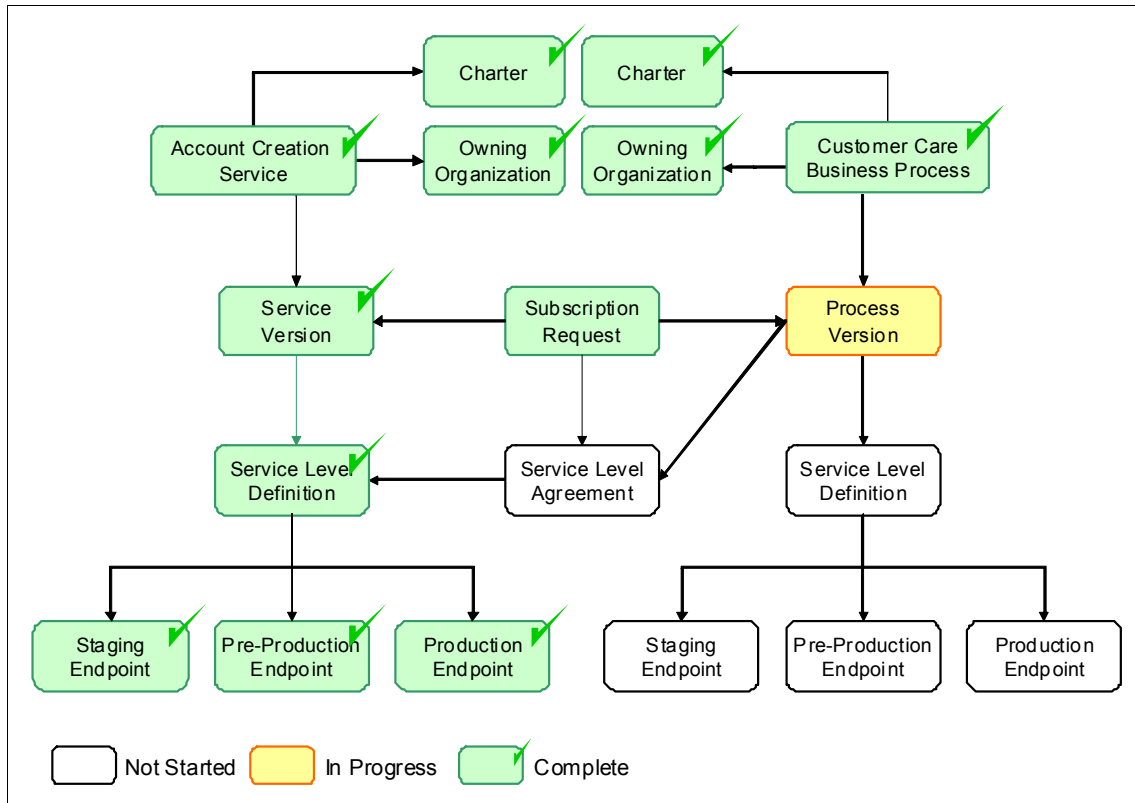 Charter
Charter
Account Creation
Service
Owning
Organization
Owning
Organization
Customer Care
Business Process
Service
Version
Subscription
Request
Process
Version
Service Level
Definition
Service Level
Agreement
Service Level
Definition
Staging
Endpoint
Pre-Production
Endpoint
Production
Endpoint
Staging
Endpoint
Pre-Production
Endpoint
Production
Endpoint
Not Started
In Progress
Complete